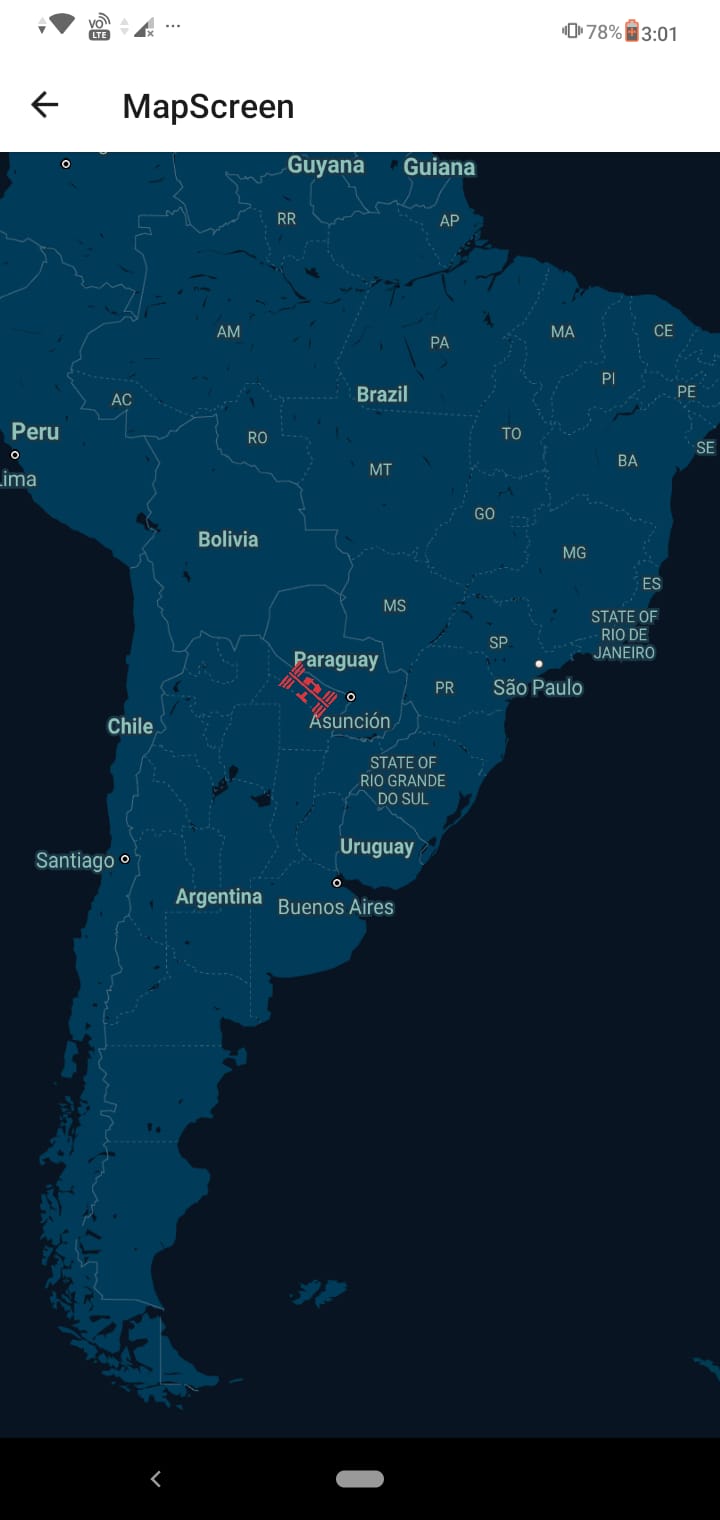 VO
LTE
...
78%
3:01
MapScreen
Guyana
Guiana
RR
AP
AM
PA
MA
CE
PI
PE
AC
Brazil
Peru
RO
TO
SE
MT
BA
Lima
GO
Bolivia
MG
ES
MS
STATE OF
RIO DE
JANEIRO
SP
Paraguay
PR
São Paulo
Asunción
Chile
STATE OF
RIO GRANDE
DO SUL
Uruguay
Santiago
Argentina
Buenos Aires